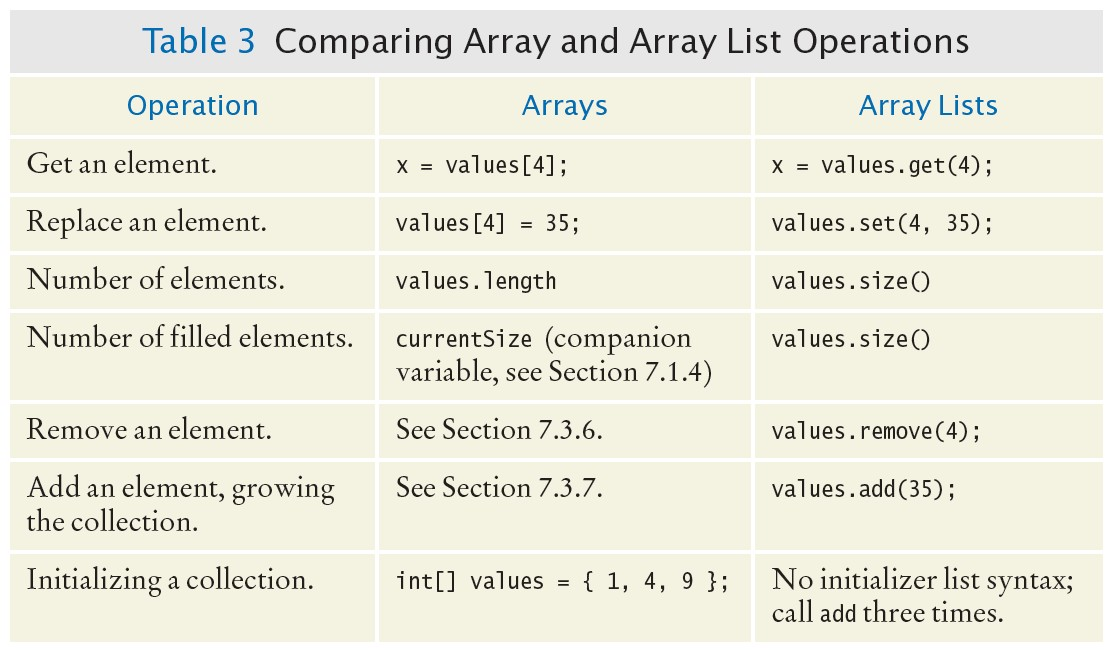 Table 3 Comparing Array and Array List Operations
Operation Arrays Array Lists
Get an element. x = values[4]; x = values.get(4);
Replace an element. values[4] = 35; values.set(4, 35);
Number of elements. values.length values.size()
Number of filled elements. currentSize (companion values.size()
variable, see Section 7.1.4)
Remove an element. See Section 7.3.6. values.remove(4);
Add an element, growing See Section 7.3.7. values.add(35);
the collection.
Initializing a collection. int[] values = { 1, 4, 9 }; No initializer list syntax;
call add three times.